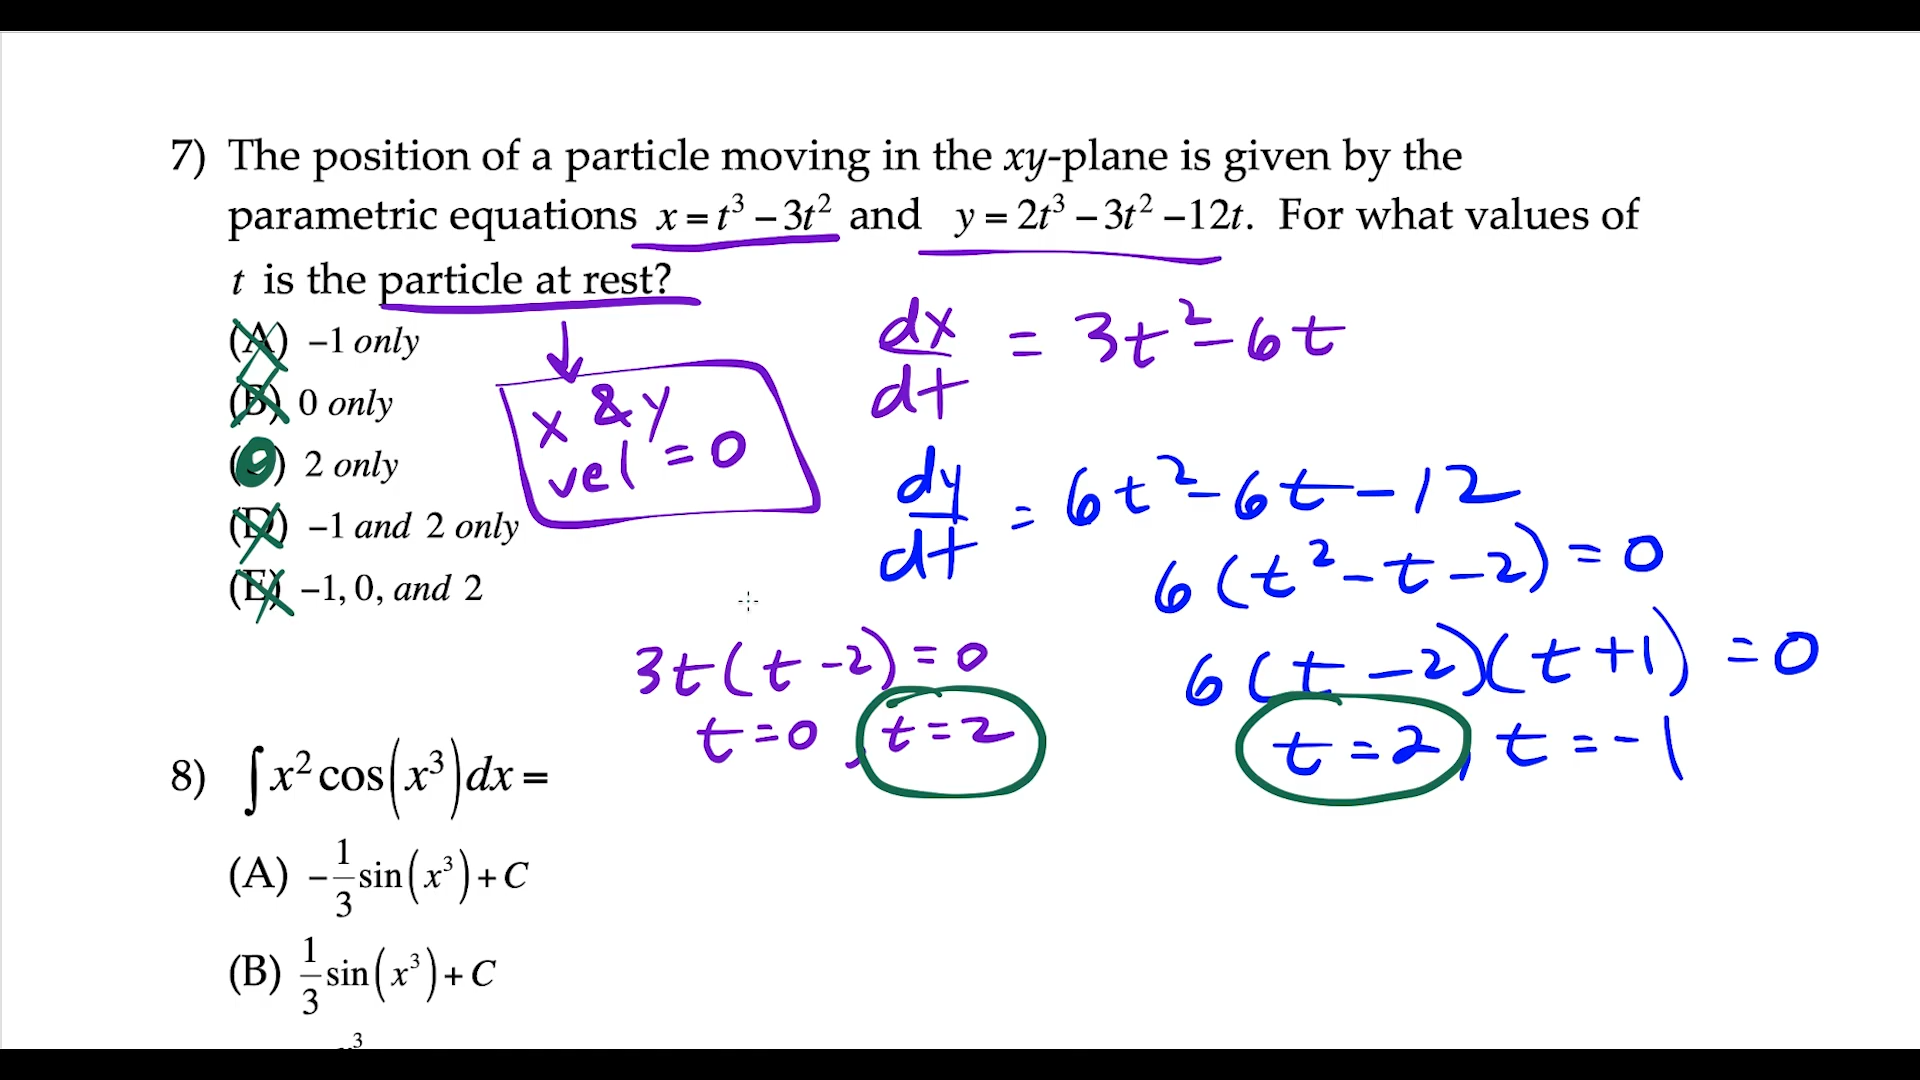 7) The position of a particle moving in the xy-plane is given by the
parametric equations x = t³ − 3t² and y = 2t³ − 3t² −12t. For what values of
t is the particle at rest?
(A) −1 only
(B) 0 only
(C) 2 only
(D) −1 and 2 only
(E) −1, 0, and 2
x & y
vel = 0
dx/dt = 3t² − 6t
dy/dt = 6t² − 6t − 12
6(t² − t − 2) = 0
3t(t − 2) = 0
6(t − 2)(t + 1) = 0
t = 0, t = 2
t = 2, t = −1
8) ∫x² cos(x³)dx =
(A) −1/3 sin(x³) + C
(B) 1/3 sin(x³) + C